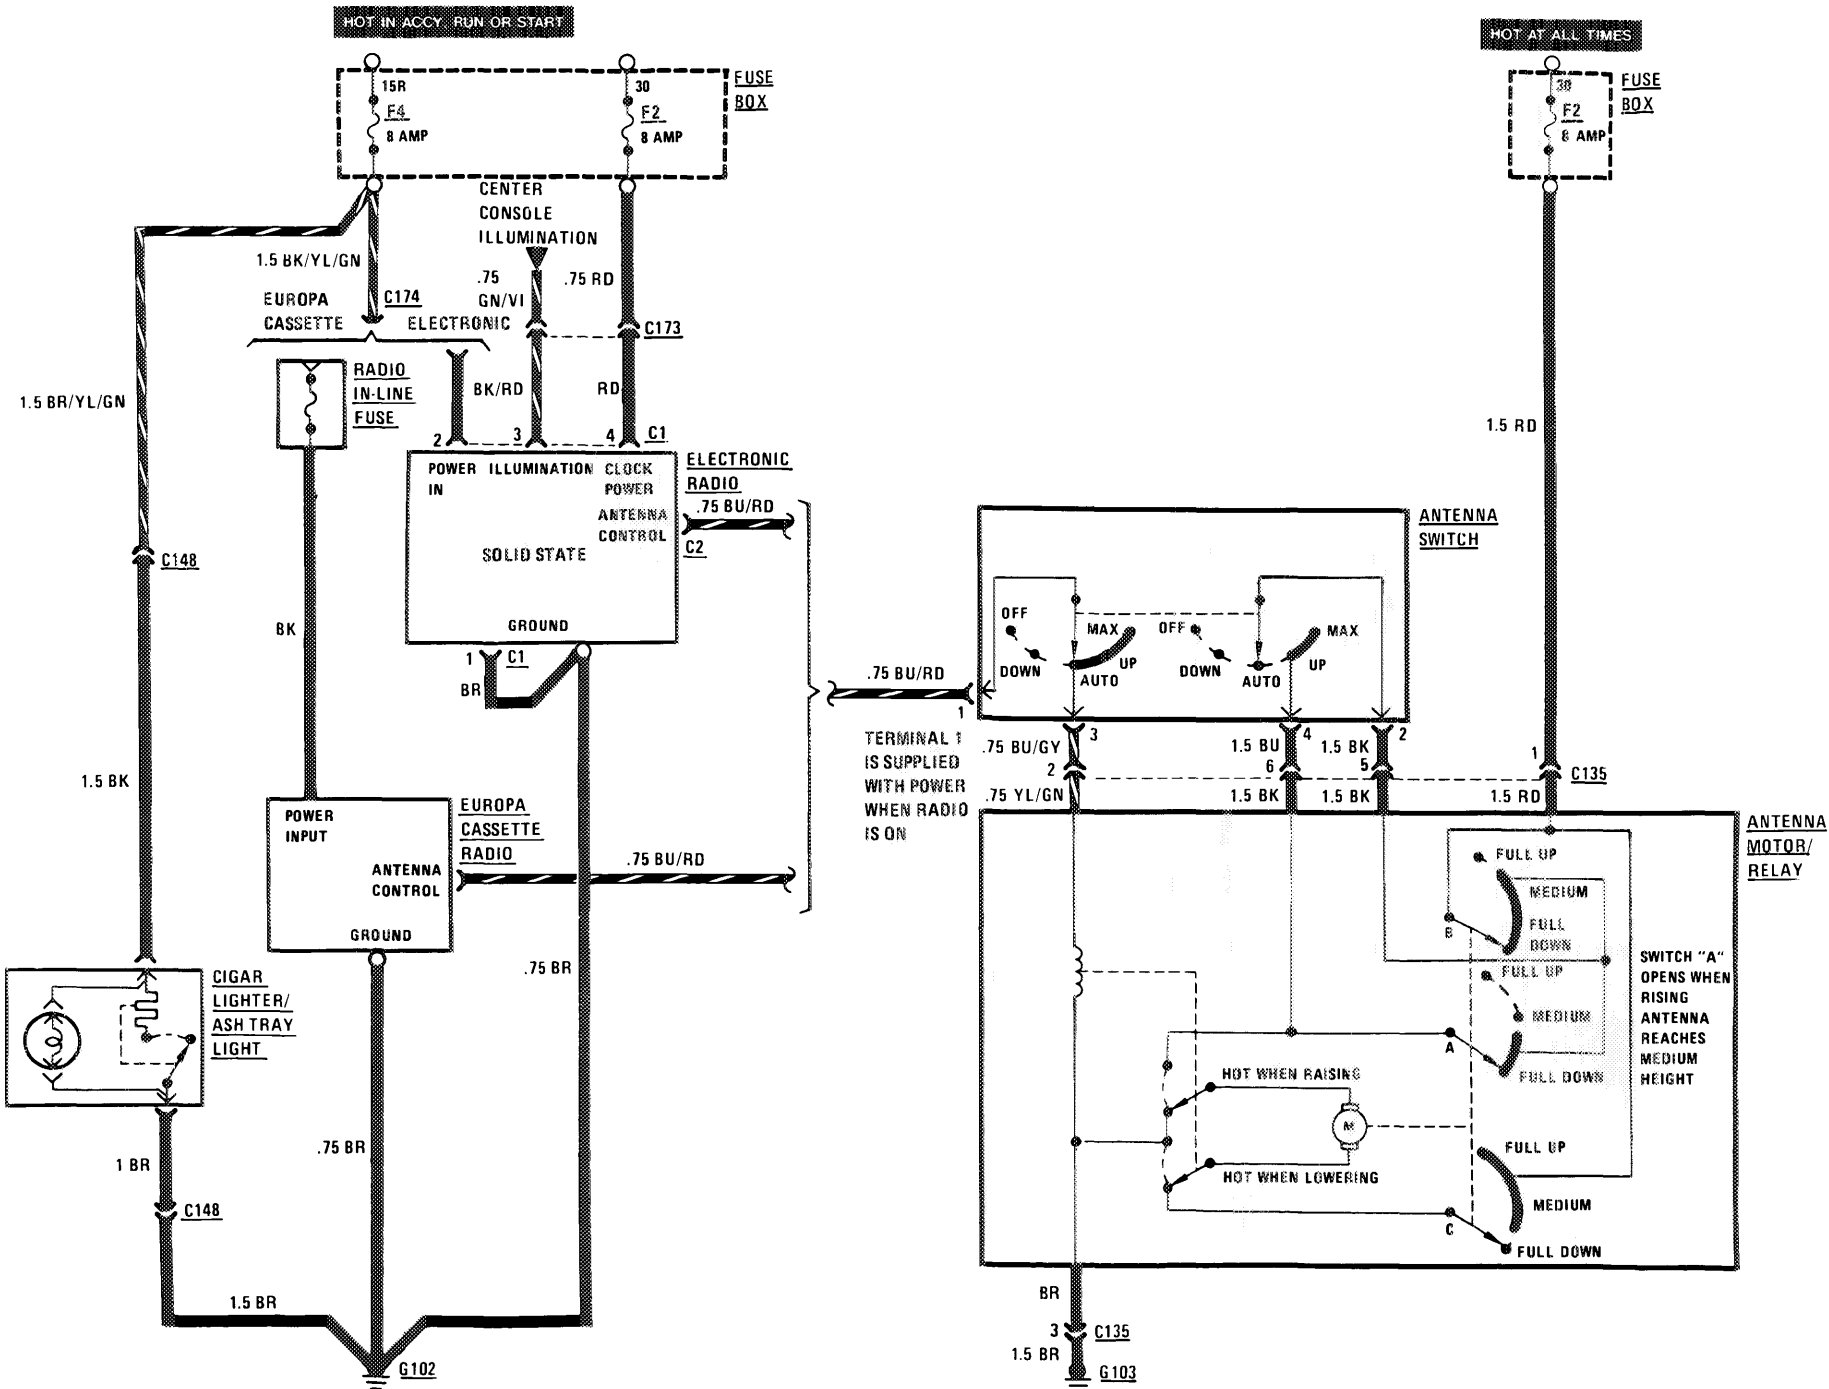 HOT IN ACCY RUN OR START
HOT AT ALL TIMES
15R
F4
8 AMP
30
F2
8 AMP
FUSE
BOX
30
F2
8 AMP
FUSE
BOX
CENTER
CONSOLE
ILLUMINATION
1.5 BK/YL/GN
.75
GN/VI
.75 RD
C174
EUROPA
CASSETTE
ELECTRONIC
C173
RADIO
IN-LINE
FUSE
BK/RD
RD
1.5 BR/YL/GN
1.5 RD
2
3
4
C1
POWER
IN
ILLUMINATION
CLOCK
POWER
ANTENNA
CONTROL
SOLID STATE
GROUND
ELECTRONIC
RADIO
.75 BU/RD
C2
C148
BK
1
C1
BR
ANTENNA
SWITCH
OFF
DOWN
MAX
UP
AUTO
OFF
DOWN
MAX
UP
AUTO
.75 BU/RD
1
TERMINAL 1
IS SUPPLIED
WITH POWER
WHEN RADIO
IS ON
3
4
2
.75 BU/GY
1.5 BU
1.5 BK
2
6
5
1
C135
.75 YL/GN
1.5 BK
1.5 BK
1.5 RD
1.5 BK
POWER
INPUT
ANTENNA
CONTROL
GROUND
EUROPA
CASSETTE
RADIO
.75 BU/RD
ANTENNA
MOTOR/
RELAY
FULL UP
MEDIUM
FULL
DOWN
B
FULL UP
MEDIUM
FULL DOWN
A
SWITCH "A"
OPENS WHEN
RISING
ANTENNA
REACHES
MEDIUM
HEIGHT
HOT WHEN RAISING
M
HOT WHEN LOWERING
FULL UP
MEDIUM
FULL DOWN
C
CIGAR
LIGHTER/
ASH TRAY
LIGHT
.75 BR
.75 BR
1 BR
C148
1.5 BR
G102
BR
3
C135
1.5 BR
G103